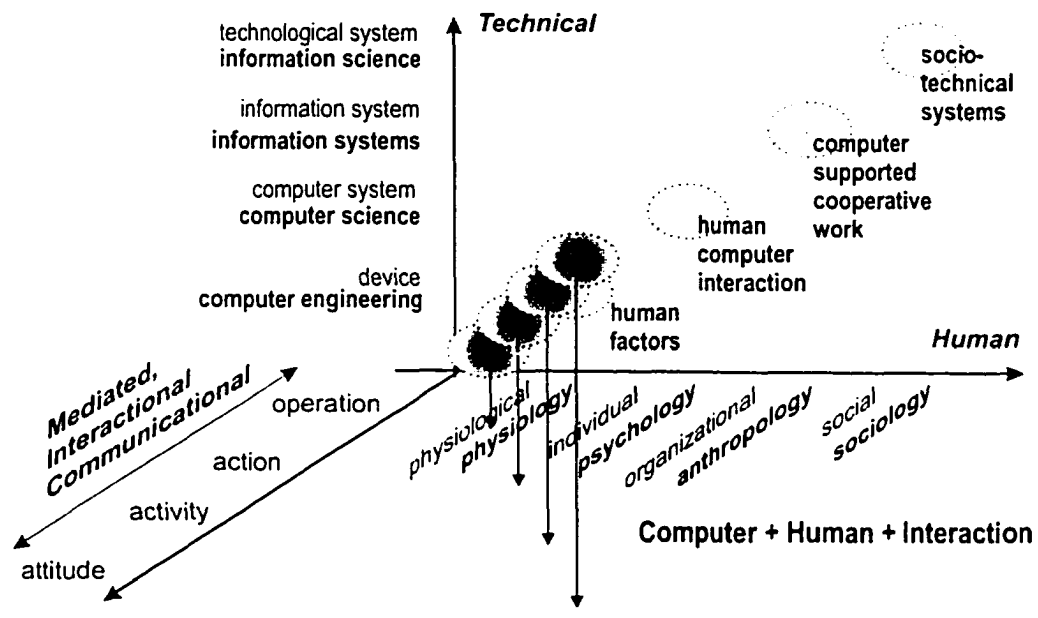 Technical
technological system
information science
information system
information systems
computer system
computer science
device
computer engineering
socio-
technical
systems
computer
supported
cooperative
work
human
computer
interaction
human
factors
Human
Mediated,
Interactional
Communicational
operation
action
activity
attitude
physiological
physiology
individual
psychology
organizational
anthropology
social
sociology
Computer + Human + Interaction